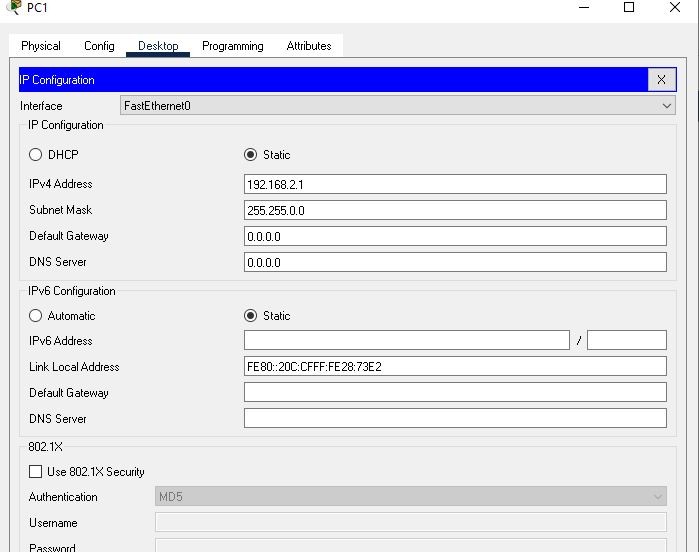 PC1
Physical Config Desktop Programming Attributes
IP Configuration X
Interface FastEthernet0
IP Configuration
DHCP Static
IPv4 Address 192.168.2.1
Subnet Mask 255.255.0.0
Default Gateway 0.0.0.0
DNS Server 0.0.0.0
IPv6 Configuration
Automatic Static
IPv6 Address /
Link Local Address FE80::20C:CFFF:FE28:73E2
Default Gateway
DNS Server
802.1X
Use 802.1X Security
Authentication MD5
Username
Password